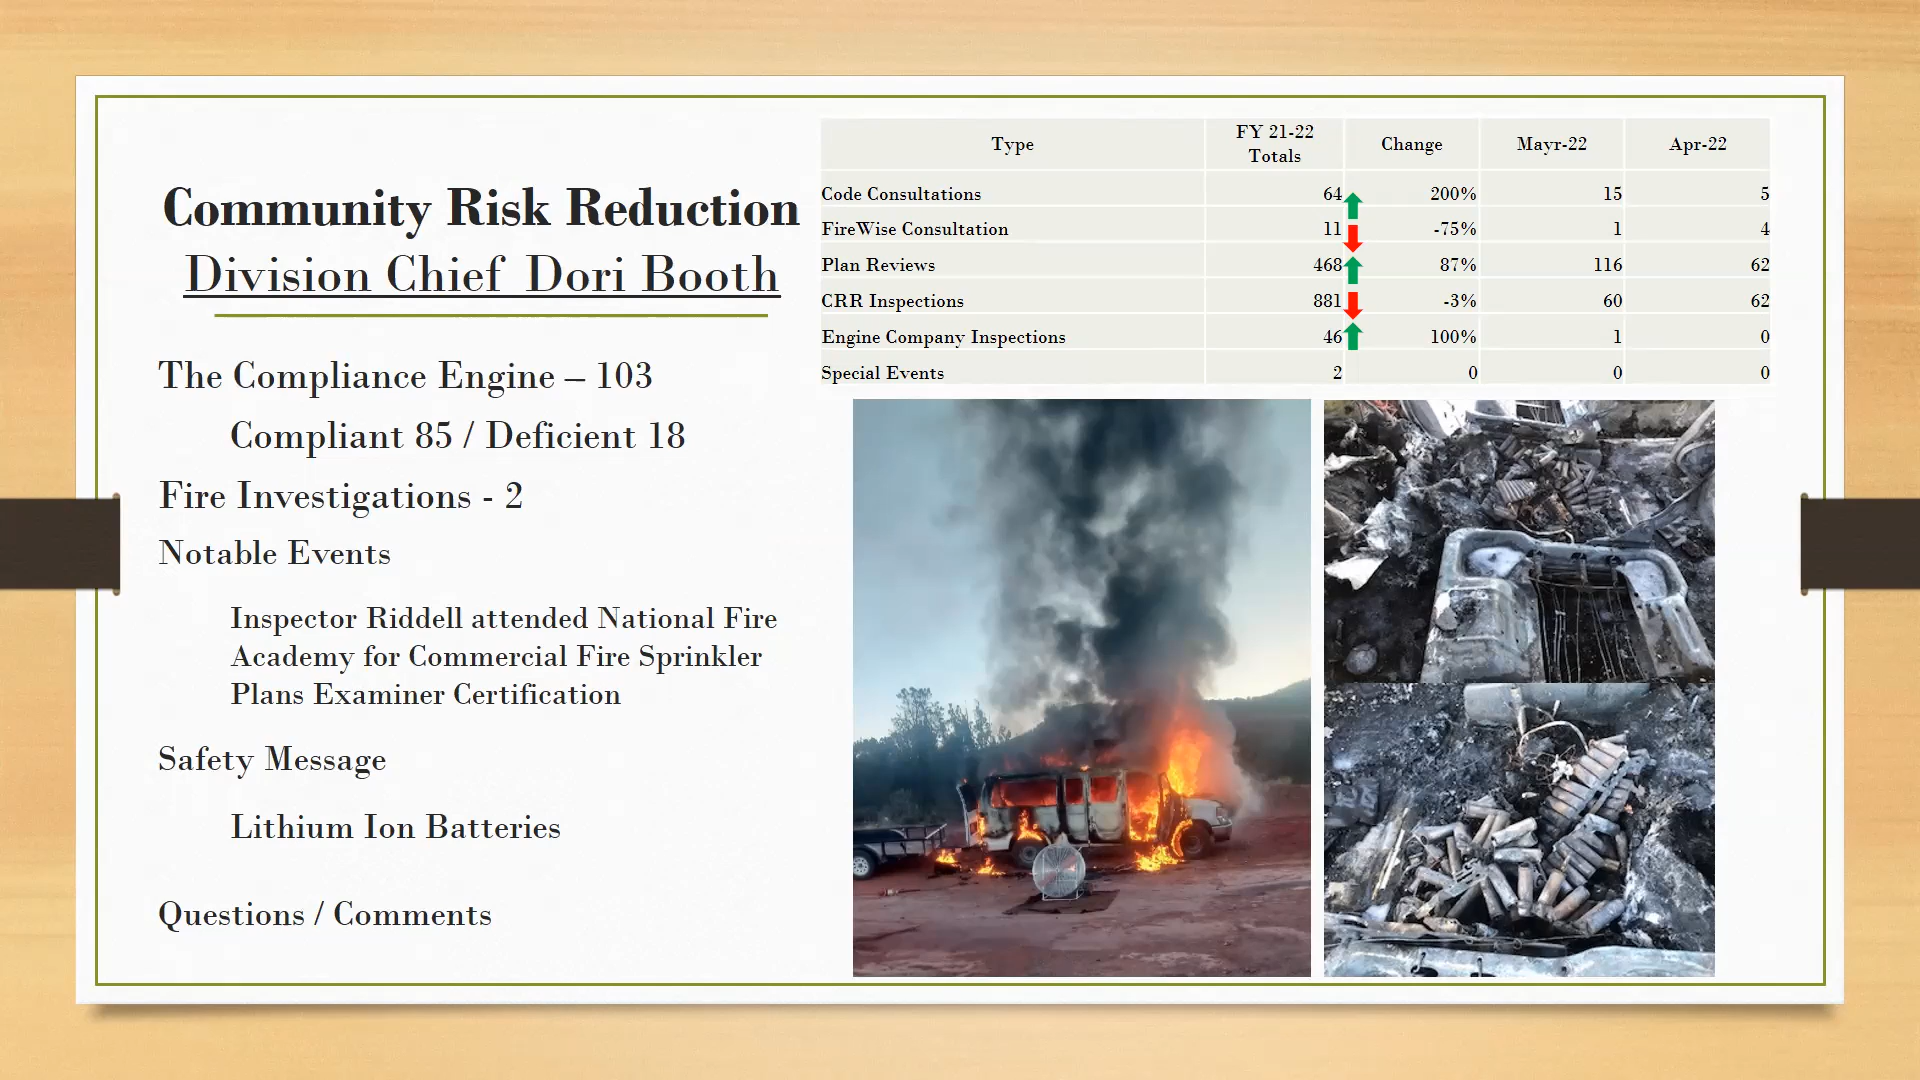 Community Risk Reduction
Division Chief Dori Booth
The Compliance Engine – 103
Compliant 85 / Deficient 18
Fire Investigations - 2
Notable Events
Inspector Riddell attended National Fire
Academy for Commercial Fire Sprinkler
Plans Examiner Certification
Safety Message
Lithium Ion Batteries
Questions / Comments
Type FY 21-22 Totals Change Mayr-22 Apr-22
Code Consultations 64 200% 15 5
FireWise Consultation 11 -75% 1 4
Plan Reviews 468 87% 116 62
CRR Inspections 881 -3% 60 62
Engine Company Inspections 46 100% 1 0
Special Events 2 0 0 0